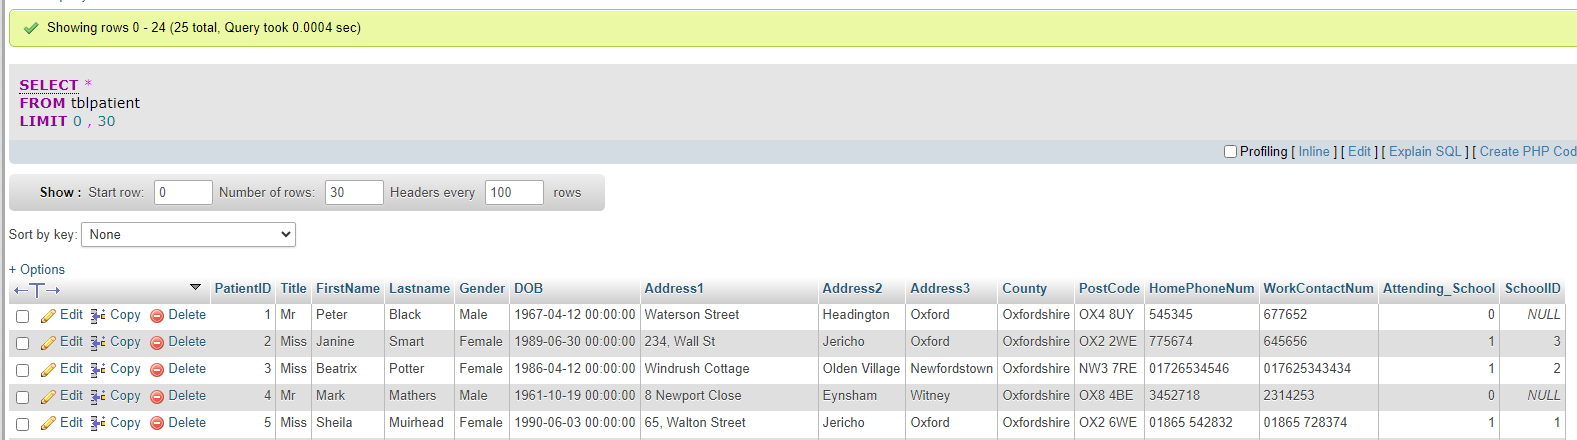 Showing rows 0 - 24 (25 total, Query took 0.0004 sec)
SELECT *
FROM tblpatient
LIMIT 0 , 30
Profiling [ Inline ] [ Edit ] [ Explain SQL ] [ Create PHP Cod
Show : Start row: 0 Number of rows: 30 Headers every 100 rows
Sort by key: None
+ Options
←T→ PatientID Title FirstName Lastname Gender DOB Address1 Address2 Address3 County PostCode HomePhoneNum WorkContactNum Attending_School SchoolID
Edit Copy Delete 1 Mr Peter Black Male 1967-04-12 00:00:00 Waterson Street Headington Oxford Oxfordshire OX4 8UY 545345 677652 0 NULL
Edit Copy Delete 2 Miss Janine Smart Female 1989-06-30 00:00:00 234, Wall St Jericho Oxford Oxfordshire OX2 2WE 775674 645656 1 3
Edit Copy Delete 3 Miss Beatrix Potter Female 1986-04-12 00:00:00 Windrush Cottage Olden Village Newfordstown Oxfordshire NW3 7RE 01726534546 017625343434 1 2
Edit Copy Delete 4 Mr Mark Mathers Male 1961-10-19 00:00:00 8 Newport Close Eynsham Witney Oxfordshire OX8 4BE 3452718 2314253 0 NULL
Edit Copy Delete 5 Miss Sheila Muirhead Female 1990-06-03 00:00:00 65, Walton Street Jericho Oxford Oxfordshire OX2 6WE 01865 542832 01865 728374 1 1